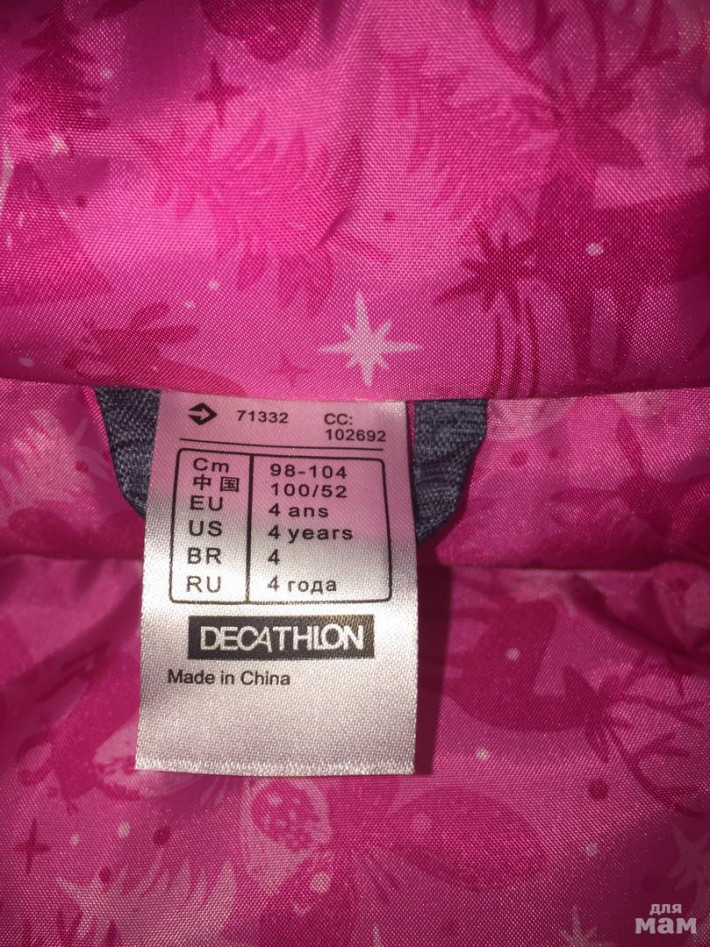 71332 CC:
102692
Cm 98-104
中国 100/52
EU 4 ans
US 4 years
BR 4
RU 4 года
DECATHLON
Made in China
для
мам